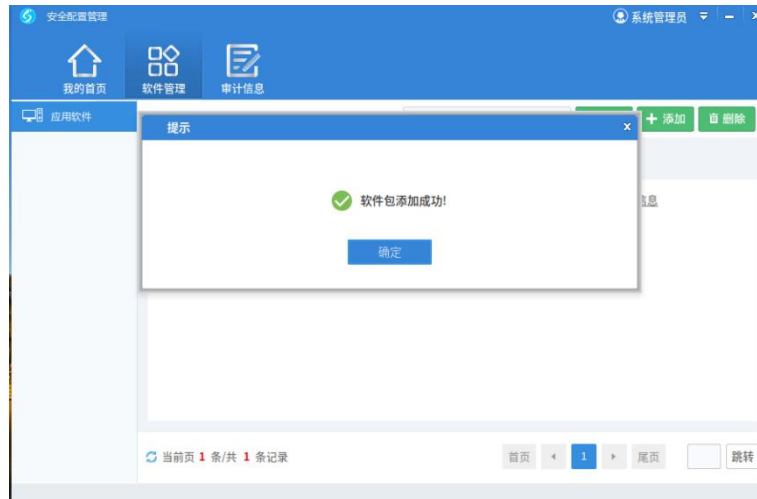 安全配置管理
系统管理员
我的首页
软件管理
审计信息
应用软件
添加
删除
提示
x
软件包添加成功!
信息
确定
当前页 1 条/共 1 条记录
首页
1
尾页
跳转